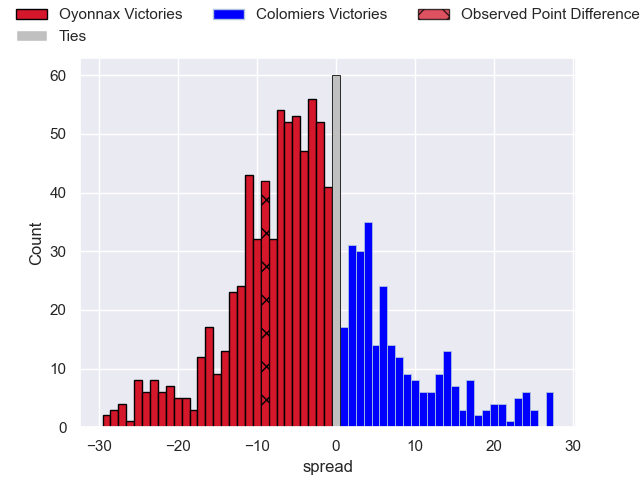 Oyonnax Victories Colomiers Victories Observed Point Difference
Ties
60
50
40
30
20
10
0
Count
−30 −20 −10 0 10 20 30
spread